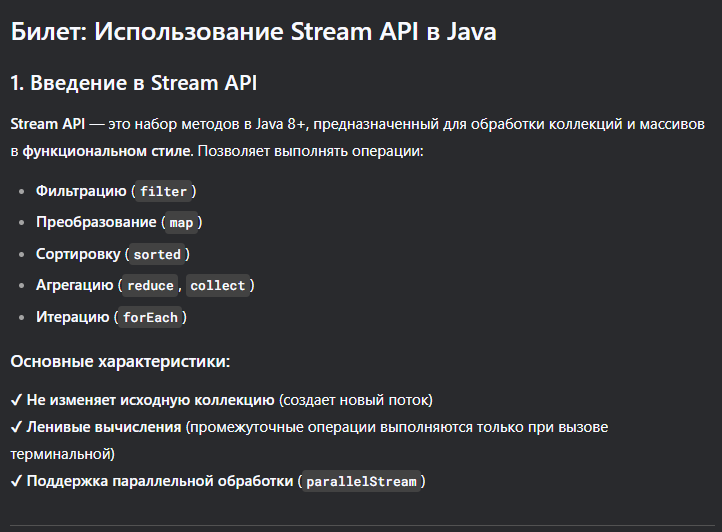 Билет: Использование Stream API в Java
1. Введение в Stream API
Stream API — это набор методов в Java 8+, предназначенный для обработки коллекций и массивов
в функциональном стиле. Позволяет выполнять операции:
• Фильтрацию (filter)
• Преобразование (map)
• Сортировку (sorted)
• Агрегацию (reduce, collect)
• Итерацию (forEach)
Основные характеристики:
✔ Не изменяет исходную коллекцию (создает новый поток)
✔ Ленивые вычисления (промежуточные операции выполняются только при вызове
терминальной)
✔ Поддержка параллельной обработки (parallelStream)